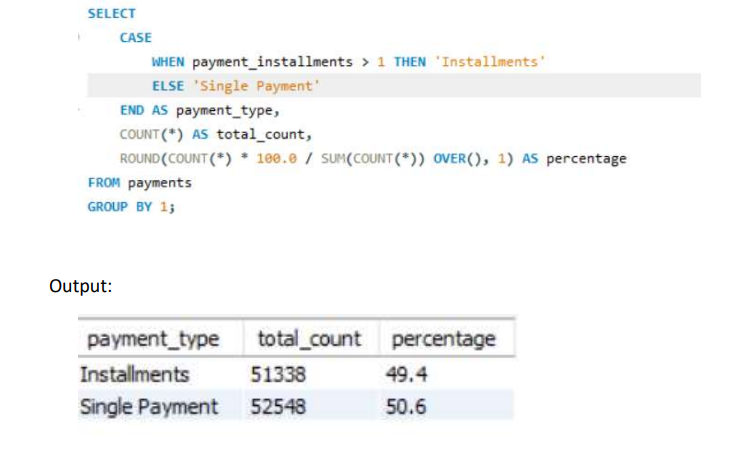 SELECT
CASE
WHEN payment_installments > 1 THEN 'Installments'
ELSE 'Single Payment'
END AS payment_type,
COUNT(*) AS total_count,
ROUND(COUNT(*) * 100.0 / SUM(COUNT(*)) OVER(), 1) AS percentage
FROM payments
GROUP BY 1;
Output:
payment_type total_count percentage
Installments 51338 49.4
Single Payment 52548 50.6